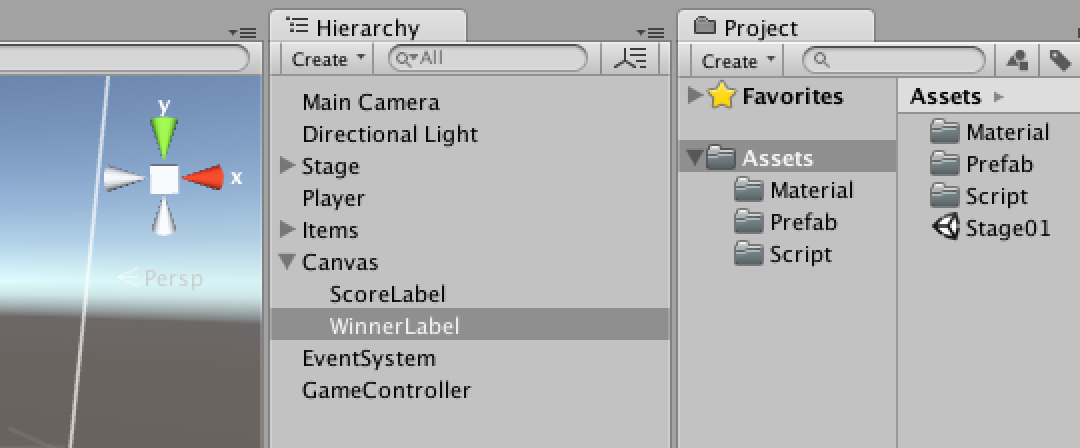 y
x
Persp
Hierarchy
Create
All
Main Camera
Directional Light
Stage
Player
Items
Canvas
ScoreLabel
WinnerLabel
EventSystem
GameController
Project
Create
Favorites
Assets
Material
Prefab
Script
Assets
Material
Prefab
Script
Stage01